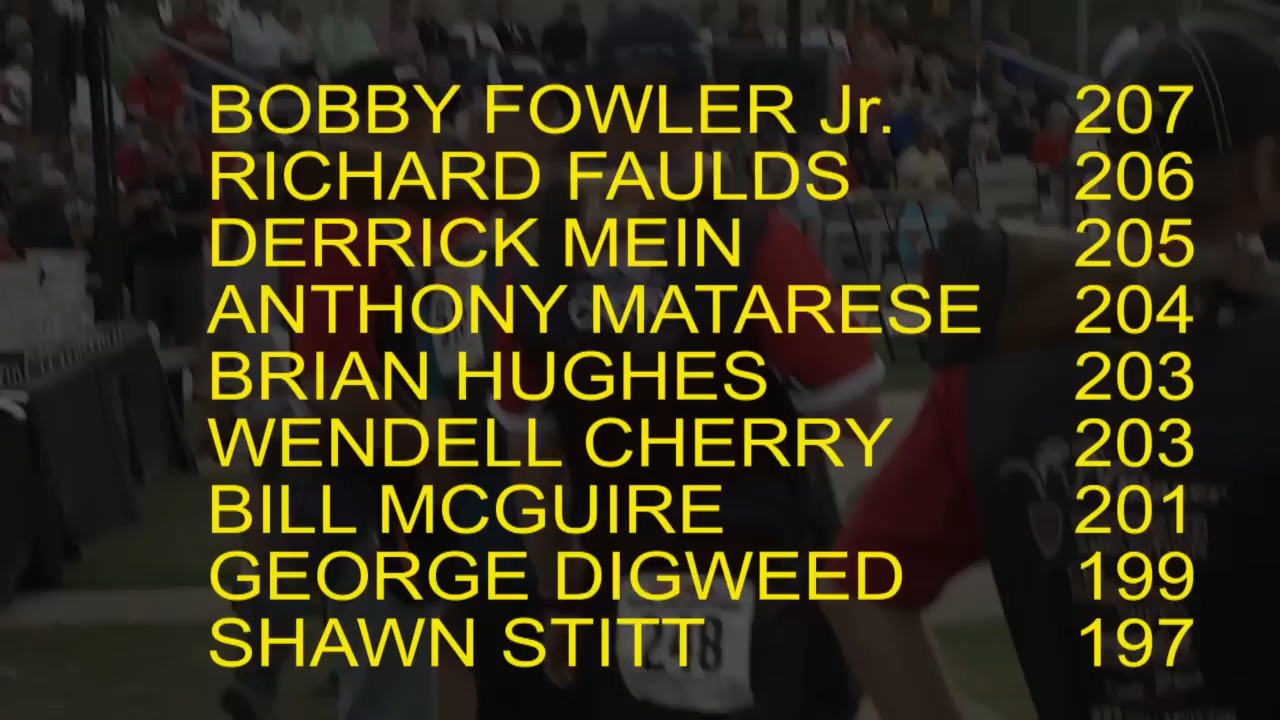 BOBBY FOWLER Jr. 207
RICHARD FAULDS 206
DERRICK MEIN 205
ANTHONY MATARESE 204
BRIAN HUGHES 203
WENDELL CHERRY 203
BILL MCGUIRE 201
GEORGE DIGWEED 199
SHAWN STITT 197